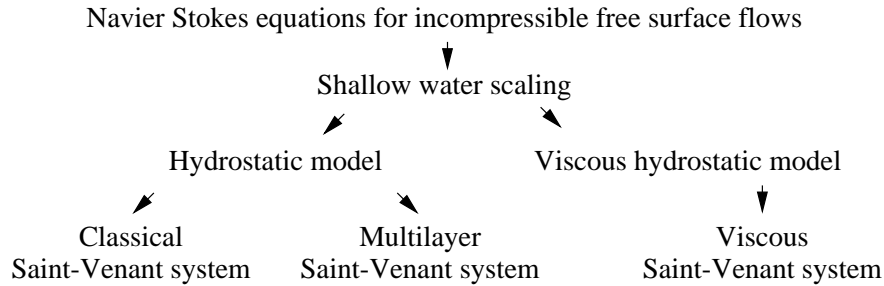 Navier Stokes equations for incompressible free surface flows
Shallow water scaling
Hydrostatic model
Viscous hydrostatic model
Classical
Saint-Venant system
Multilayer
Saint-Venant system
Viscous
Saint-Venant system